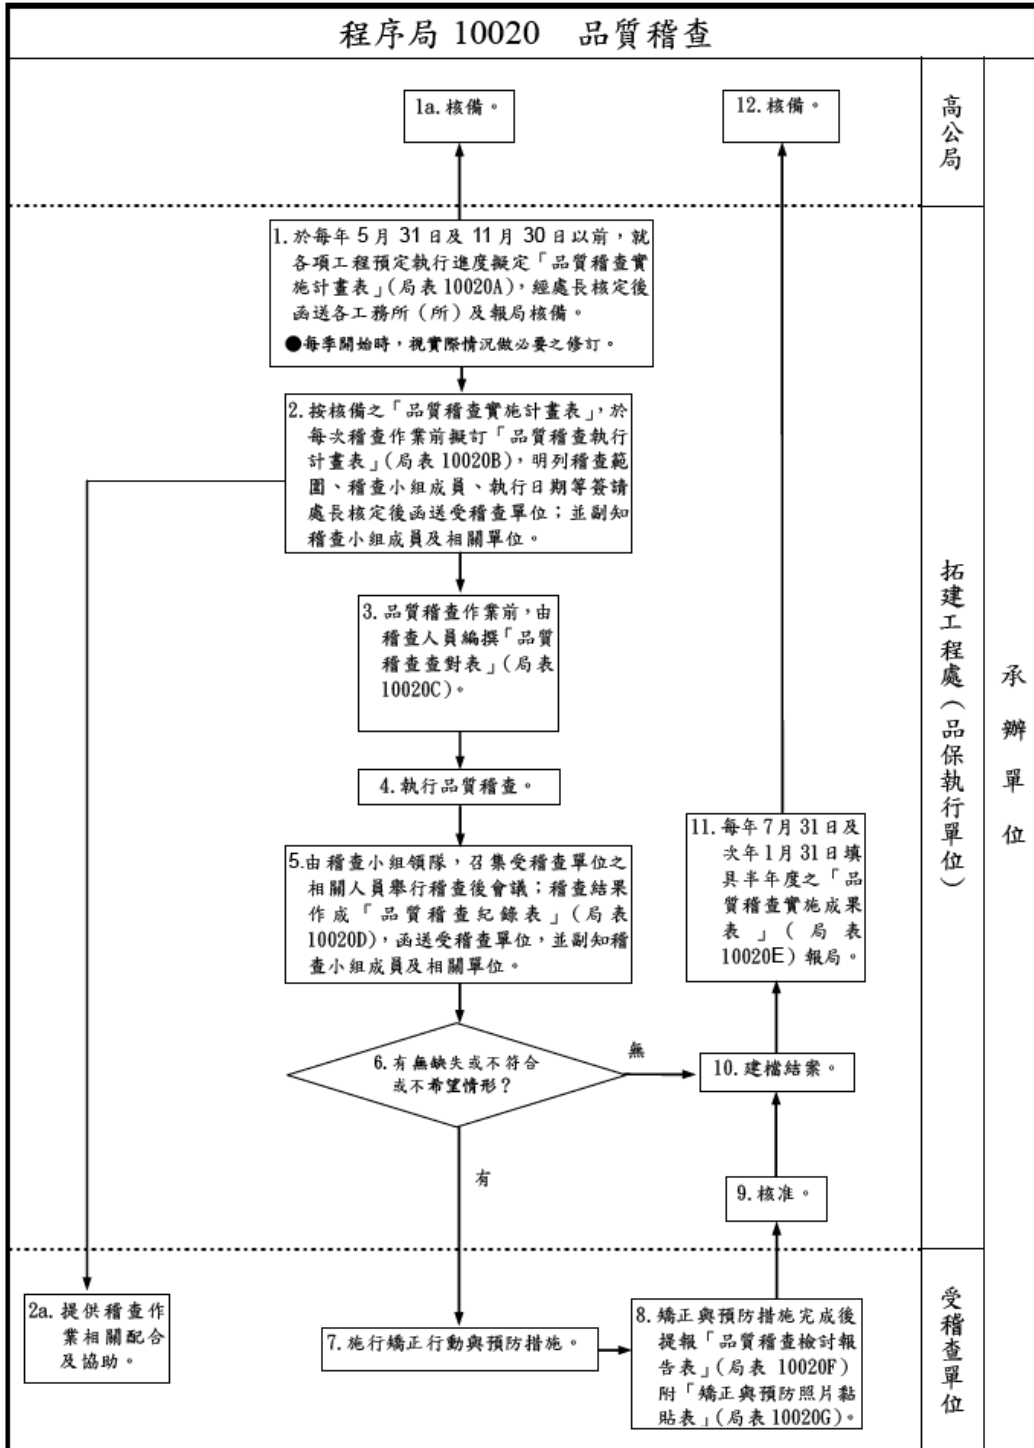 程序局 10020　品質稽查
1a. 核備。
12. 核備。
高公局
1. 於每年 5 月 31 日及 11 月 30 日以前，就
各項工程預定執行進度擬定「品質稽查實
施計畫表」(局表 10020A)，經處長核定後
函送各工務所（所）及報局核備。
●每季開始時，視實際情況做必要之修訂。
2. 按核備之「品質稽查實施計畫表」，於
每次稽查作業前擬訂「品質稽查執行
計畫表」(局表 10020B)，明列稽查範
圍、稽查小組成員、執行日期等簽請
處長核定後函送受稽查單位；並副知
稽查小組成員及相關單位。
3. 品質稽查作業前，由
稽查人員編撰「品質
稽查查對表」（局表
10020C）。
4. 執行品質稽查。
5.由稽查小組領隊，召集受稽查單位之
相關人員舉行稽查後會議；稽查結果
作成「品質稽查紀錄表」（局表
10020D），函送受稽查單位，並副知稽
查小組成員及相關單位。
6. 有無缺失或不符合
或不希望情形？
無
有
10. 建檔結案。
11. 每年 7 月 31 日及
次年 1 月 31 日填
具半年度之「品
質稽查實施成果
表」（局表
10020E）報局。
9. 核准。
拓建工程處（品保執行單位）
承辦單位
2a. 提供稽查作
業相關配合
及協助。
7. 施行矯正行動與預防措施。
8. 矯正與預防措施完成後
提報「品質稽查檢討報
告表」(局表 10020F)
附「矯正與預防照片黏
貼表」(局表 10020G)。
受稽查單位